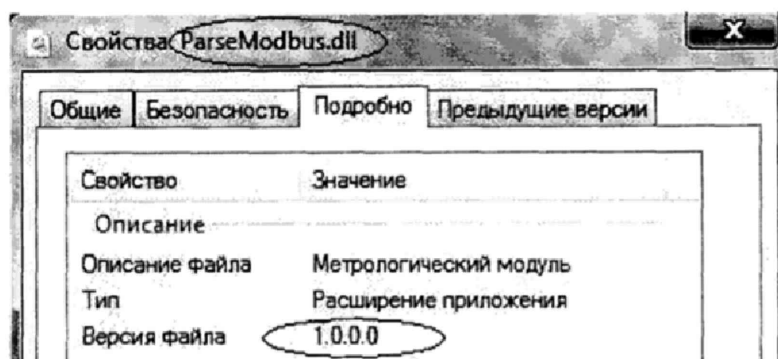 Свойства: ParseModbus.dll
Общие Безопасность Подробно Предыдущие версии
Свойство Значение
Описание
Описание файла Метрологический модуль
Тип Расширение приложения
Версия файла 1.0.0.0